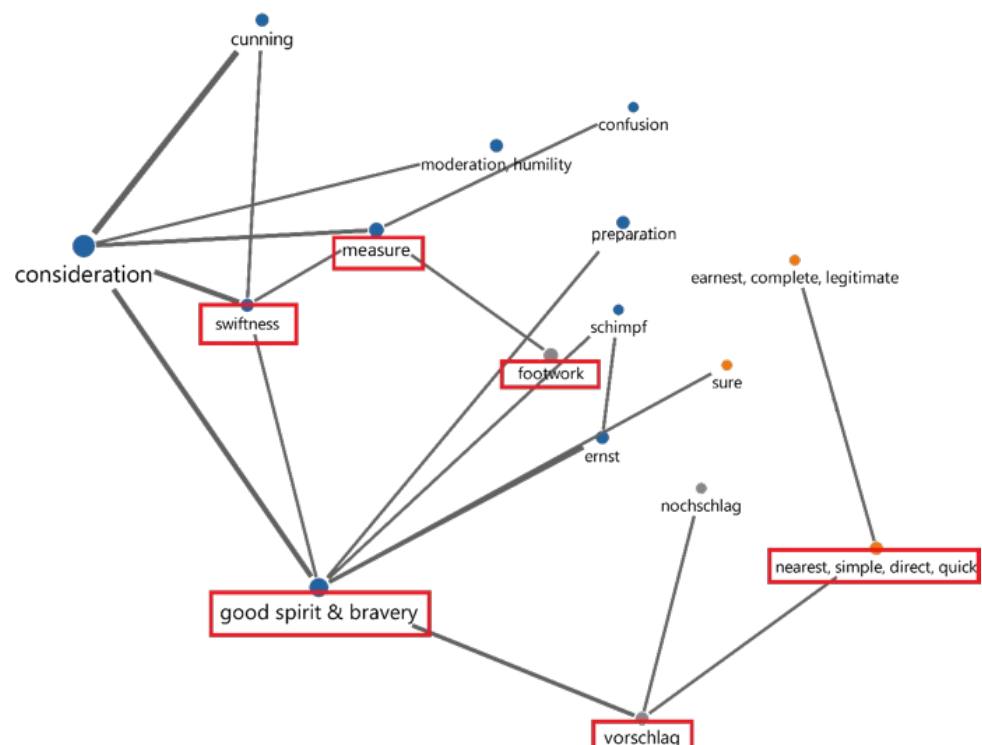 cunning
confusion
moderation, humility
preparation
measure
consideration
earnest, complete, legitimate
swiftness
schimpf
footwork
sure
ernst
nochschlag
nearest, simple, direct, quick
good spirit & bravery
vorschlag